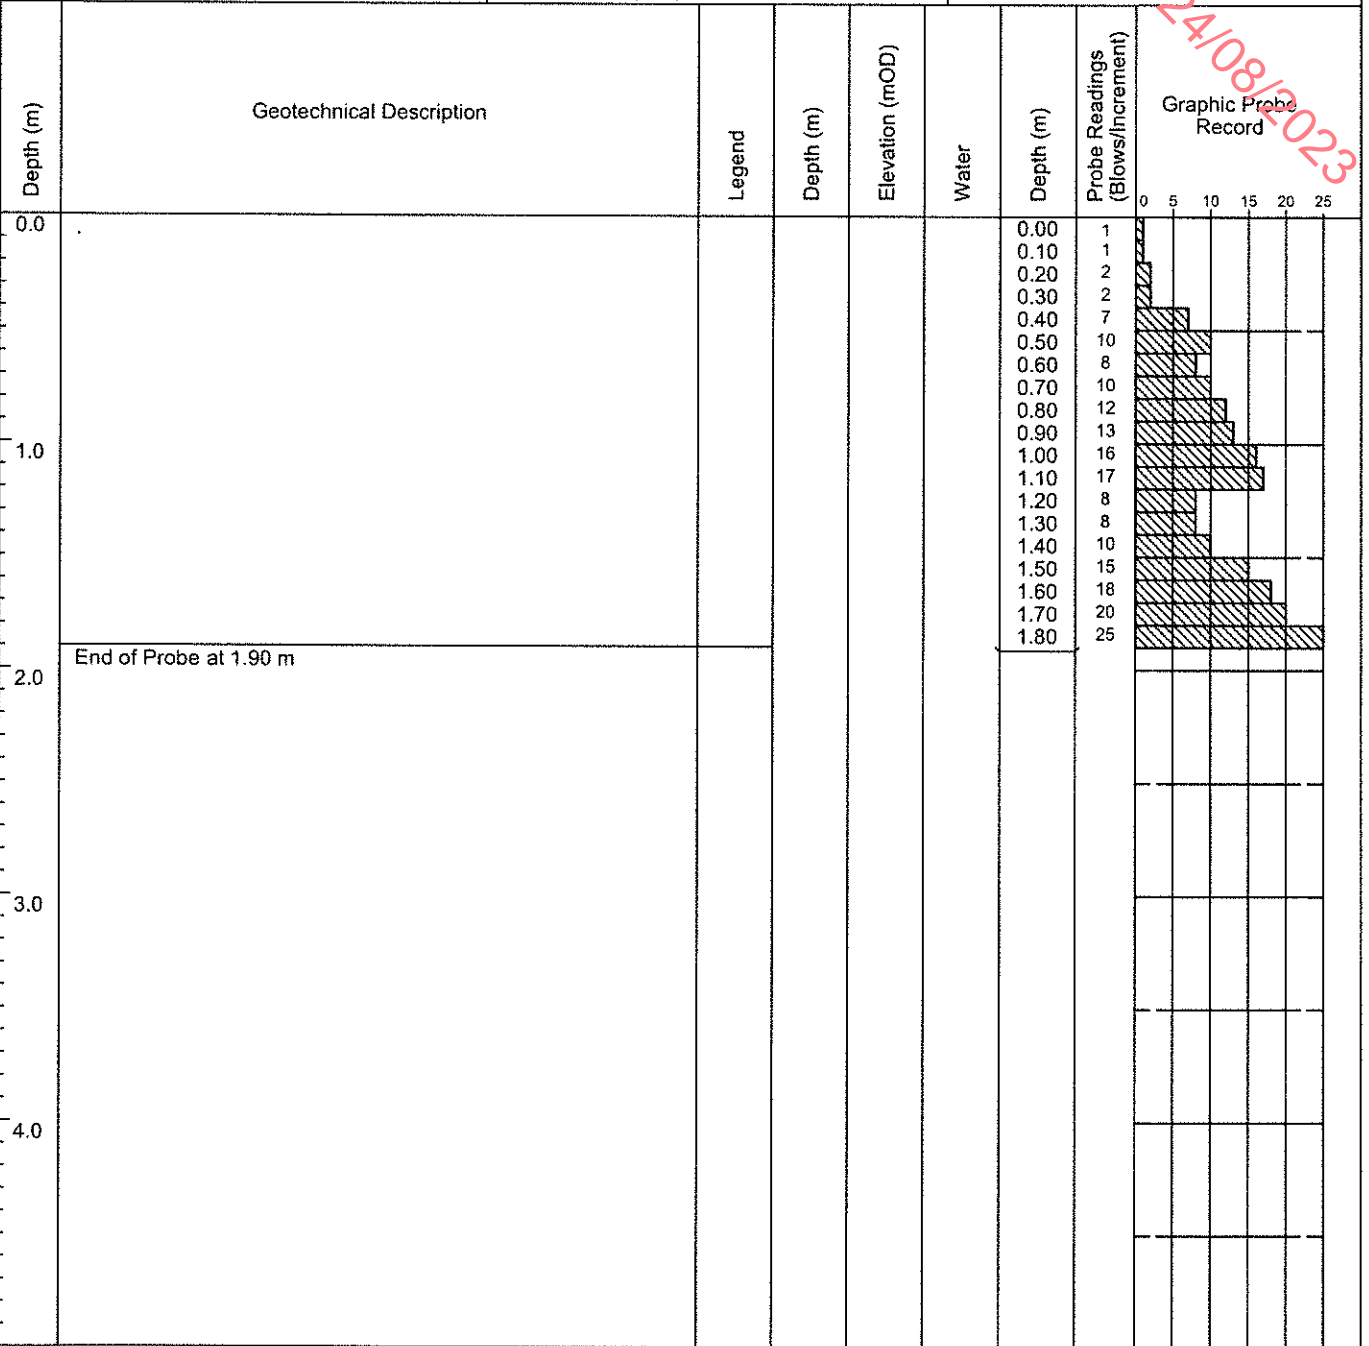 Depth (m)
Geotechnical Description
Legend
Depth (m)
Elevation (mOD)
Water
Depth (m)
Probe Readings
(Blows/Increment)
Graphic Probe
Record
24/08/2023
0 5 10 15 20 25
0.0
0.00 1
0.10 1
0.20 2
0.30 2
0.40 7
0.50 10
0.60 8
0.70 10
0.80 12
0.90 13
1.0
1.00 16
1.10 17
1.20 8
1.30 8
1.40 10
1.50 15
1.60 18
1.70 20
1.80 25
End of Probe at 1.90 m
2.0
3.0
4.0